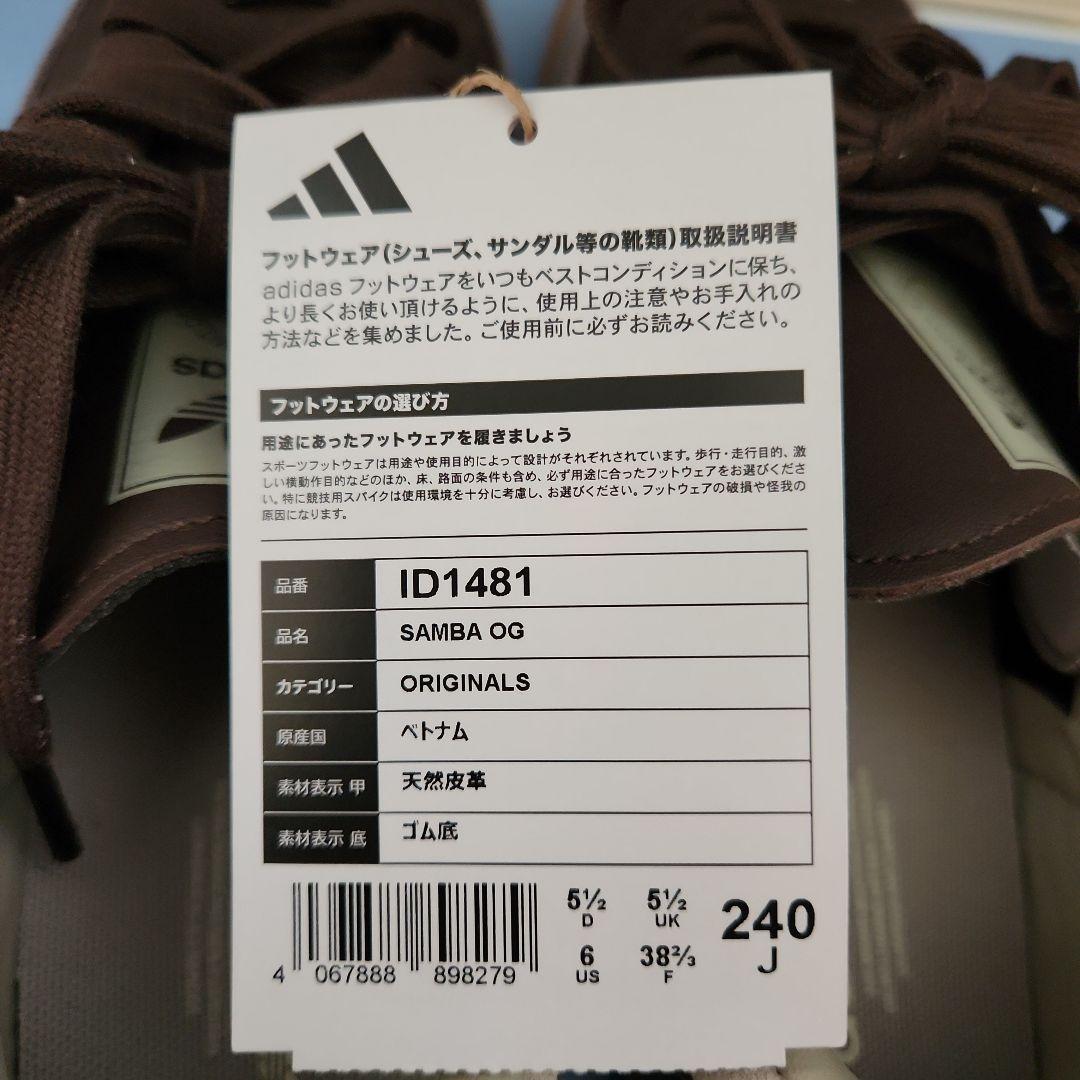 フットウェア(シューズ、サンダル等の靴類)取扱説明書
adidas フットウェアをいつもベストコンディションに保ち、
より長くお使い頂けるように、使用上の注意やお手入れの
方法などを集めました。ご使用前に必ずお読みください。
フットウェアの選び方
用途にあったフットウェアを履きましょう
スポーツフットウェアは用途や使用目的によって設計がそれぞれされています。歩行・走行目的、激
しい横動作目的などのほか、床、路面の条件も含め、必ず用途に合ったフットウェアをお選びくださ
い。特に競技用スパイクは使用環境を十分に考慮し、お選びください。フットウェアの破損や怪我の
原因になります。
品番 ID1481
品名 SAMBA OG
カテゴリー ORIGINALS
原産国 ベトナム
素材表示 甲 天然皮革
素材表示 底 ゴム底
5½ 5½ 240
D UK J
6 38⅔
US F
4 067888 898279
SD